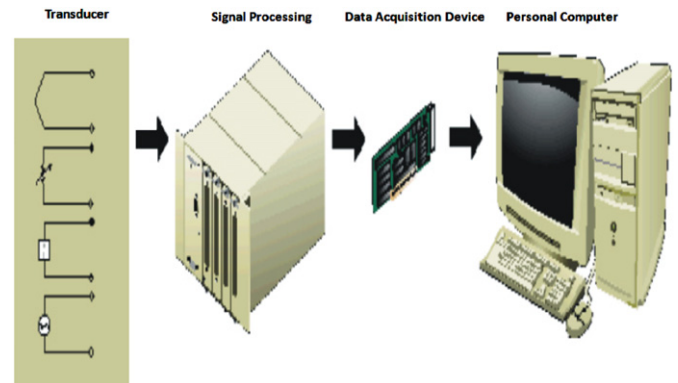 Transducer
Signal Processing
Data Acquisition Device
Personal Computer